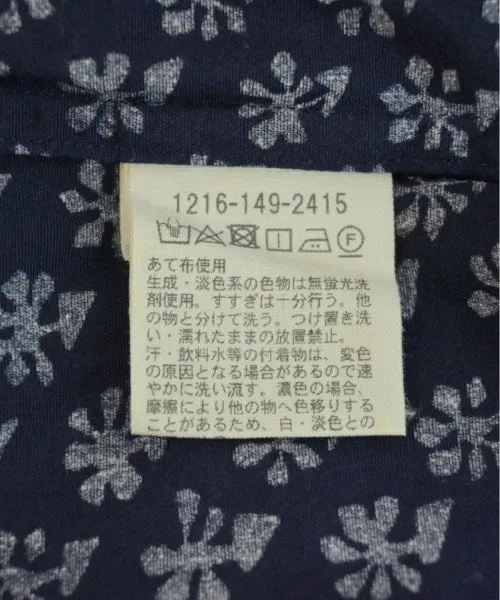 1216-149-2415
F
あて布使用
生成・淡色系の色物は無蛍光洗
剤使用。すすぎは十分行う。他
の物と分けて洗う。つけ置き洗
い・濡れたままの放置禁止。
汗・飲料水等の付着物は、変色
の原因となる場合があるので速
やかに洗い流す。濃色の場合、
摩擦により他の物へ色移りする
ことがあるため、白・淡色との